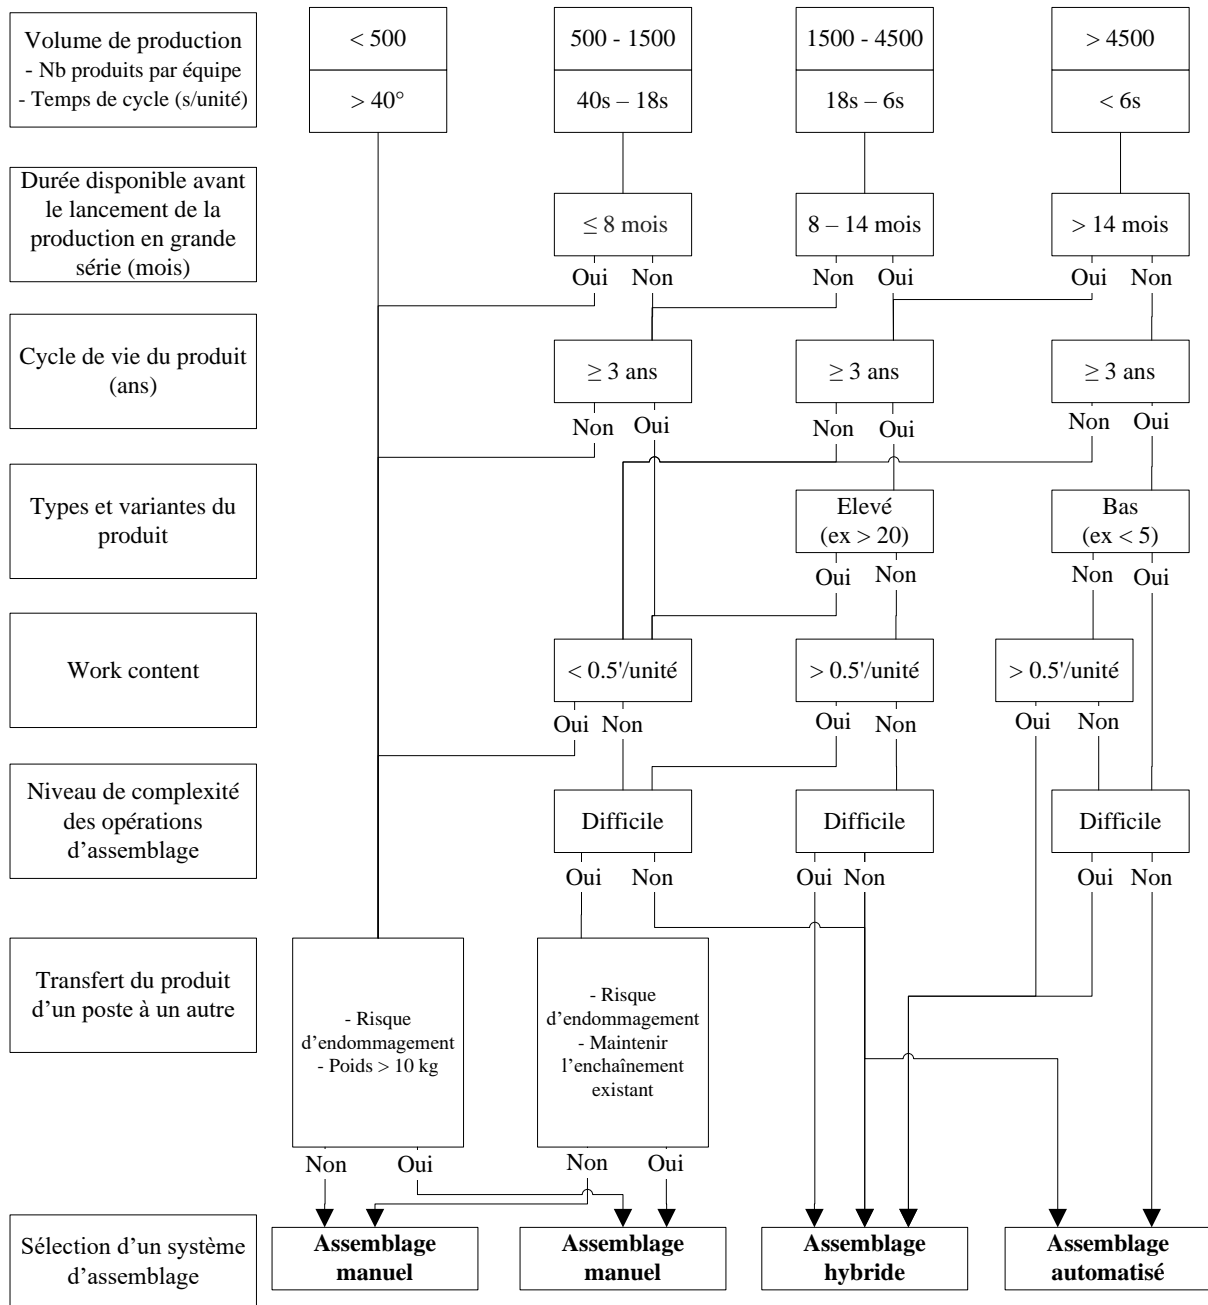 Volume de production
- Nb produits par équipe
- Temps de cycle (s/unité)
< 500
500 - 1500
1500 - 4500
> 4500
> 40°
40s – 18s
18s – 6s
< 6s
Durée disponible avant
le lancement de la
production en grande
série (mois)
≤ 8 mois
8 – 14 mois
> 14 mois
Oui
Non
Non
Oui
Oui
Non
Cycle de vie du produit
(ans)
≥ 3 ans
≥ 3 ans
≥ 3 ans
Non
Oui
Non
Oui
Non
Oui
Types et variantes du
produit
Elevé
(ex > 20)
Bas
(ex < 5)
Oui
Non
Non
Oui
Work content
< 0.5'/unité
> 0.5'/unité
> 0.5'/unité
Oui
Non
Oui
Non
Oui
Non
Niveau de complexité
des opérations
d’assemblage
Difficile
Difficile
Difficile
Oui
Non
Oui
Non
Oui
Non
Transfert du produit
d’un poste à un autre
- Risque
d’endommagement
- Poids > 10 kg
- Risque
d’endommagement
- Maintenir
l’enchaînement
existant
Non
Oui
Non
Oui
Sélection d’un système
d’assemblage
Assemblage
manuel
Assemblage
manuel
Assemblage
hybride
Assemblage
automatisé